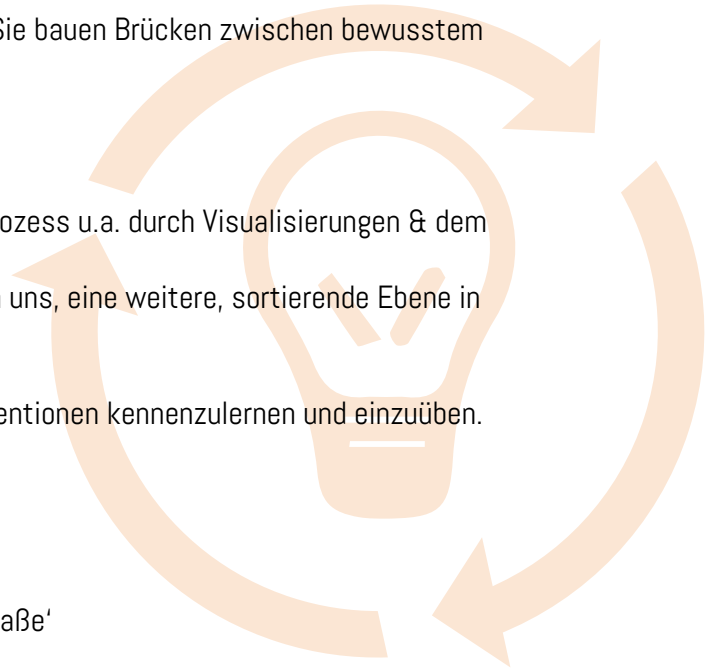 Sie bauen Brücken zwischen bewusstem
ozess u.a. durch Visualisierungen & dem
uns, eine weitere, sortierende Ebene in
entionen kennenzulernen und einzuüben.
aße‘